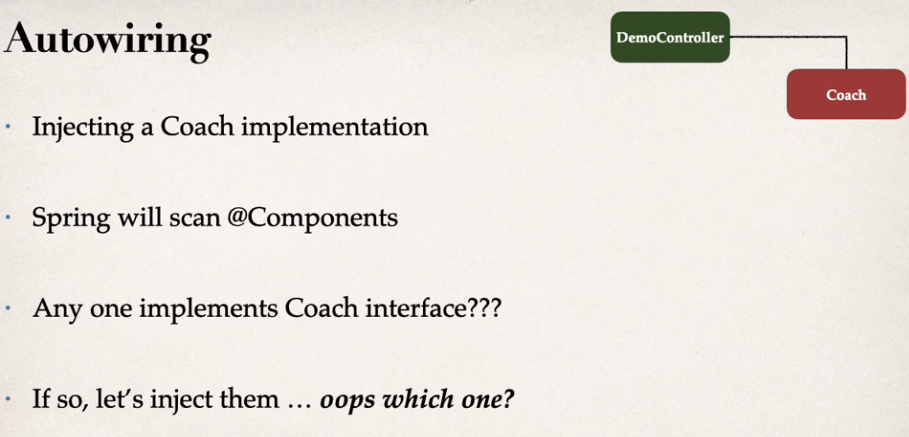 Autowiring
DemoController
Coach
Injecting a Coach implementation
Spring will scan @Components
Any one implements Coach interface???
If so, let's inject them … oops which one?